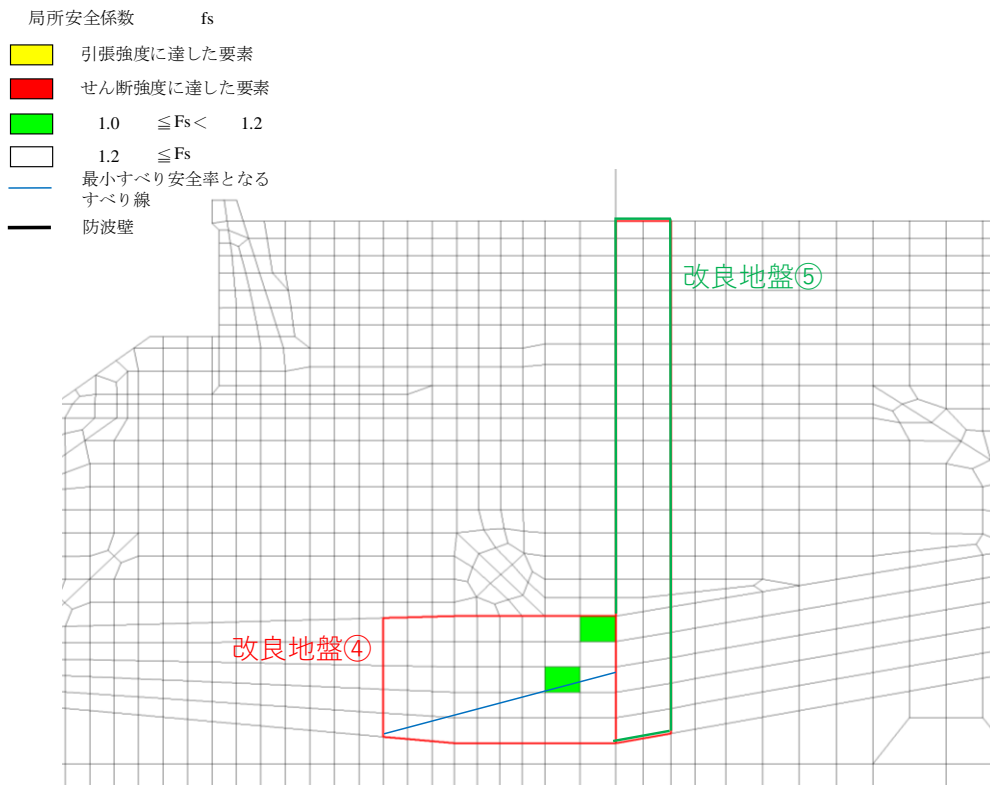 局所安全係数 fs
引張強度に達した要素
せん断強度に達した要素
1.0 ≦Fs＜ 1.2
1.2 ≦Fs
最小すべり安全率となる
すべり線
防波壁
改良地盤⑤
改良地盤④